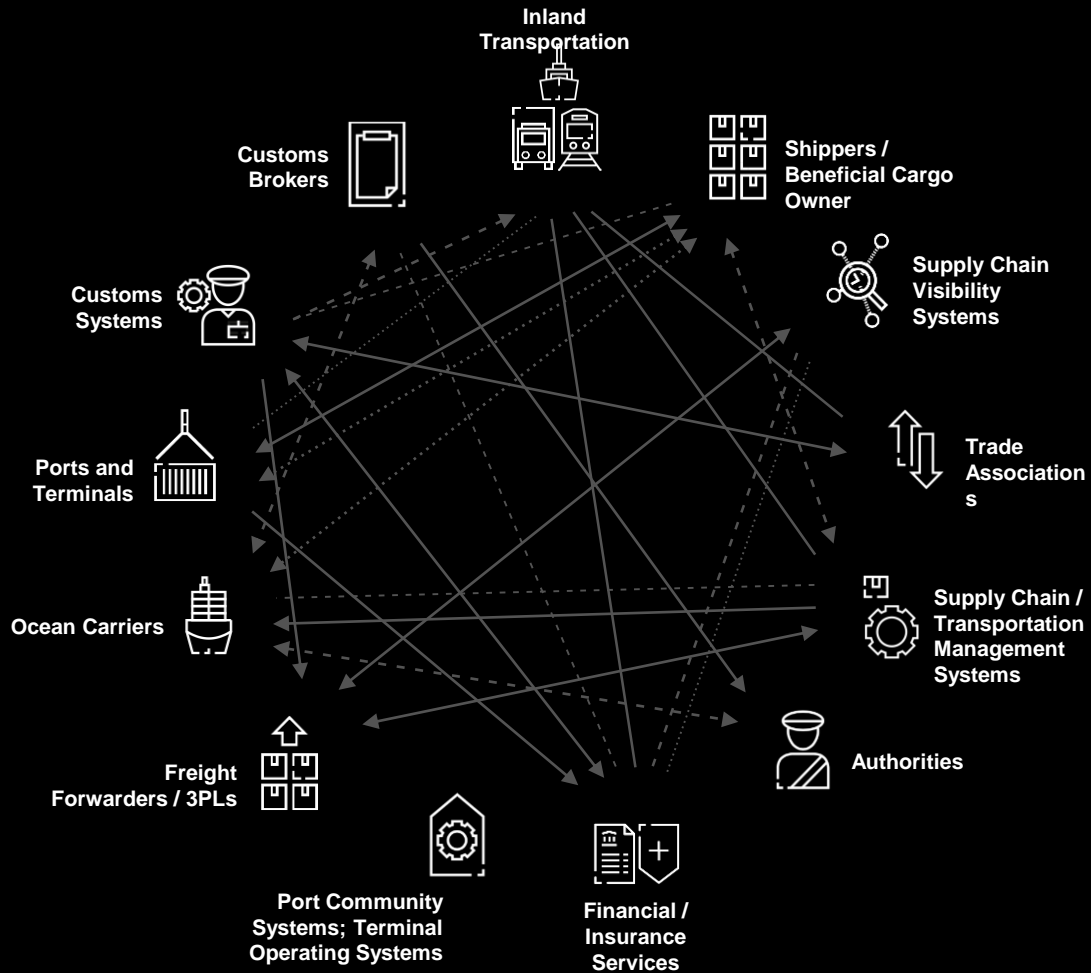 Inland
Transportation
Customs
Brokers
Shippers /
Beneficial Cargo
Owner
Customs
Systems
Supply Chain
Visibility
Systems
Ports and
Terminals
Trade
Association
s
Ocean Carriers
Supply Chain /
Transportation
Management
Systems
Freight
Forwarders / 3PLs
Authorities
Port Community
Systems; Terminal
Operating Systems
Financial /
Insurance
Services